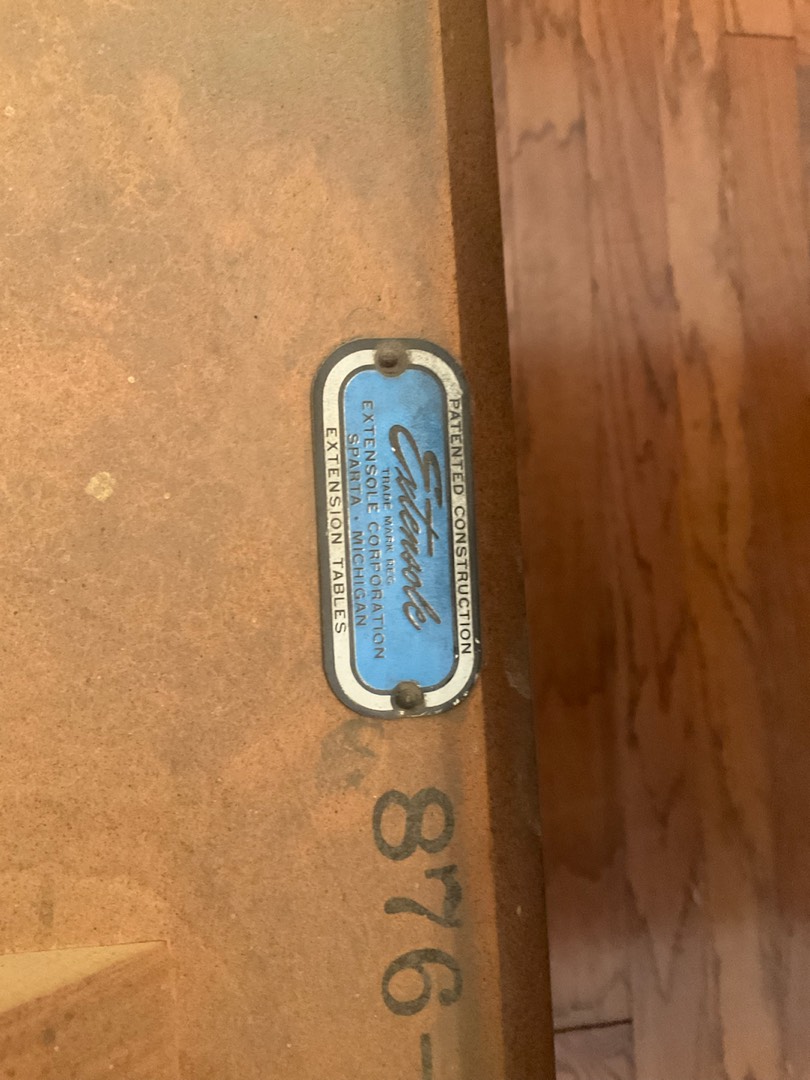 PATENTED CONSTRUCTION
Extensole
TRADE MARK REG
EXTENSOLE CORPORATION
SPARTA · MICHIGAN
EXTENSION TABLES
876-